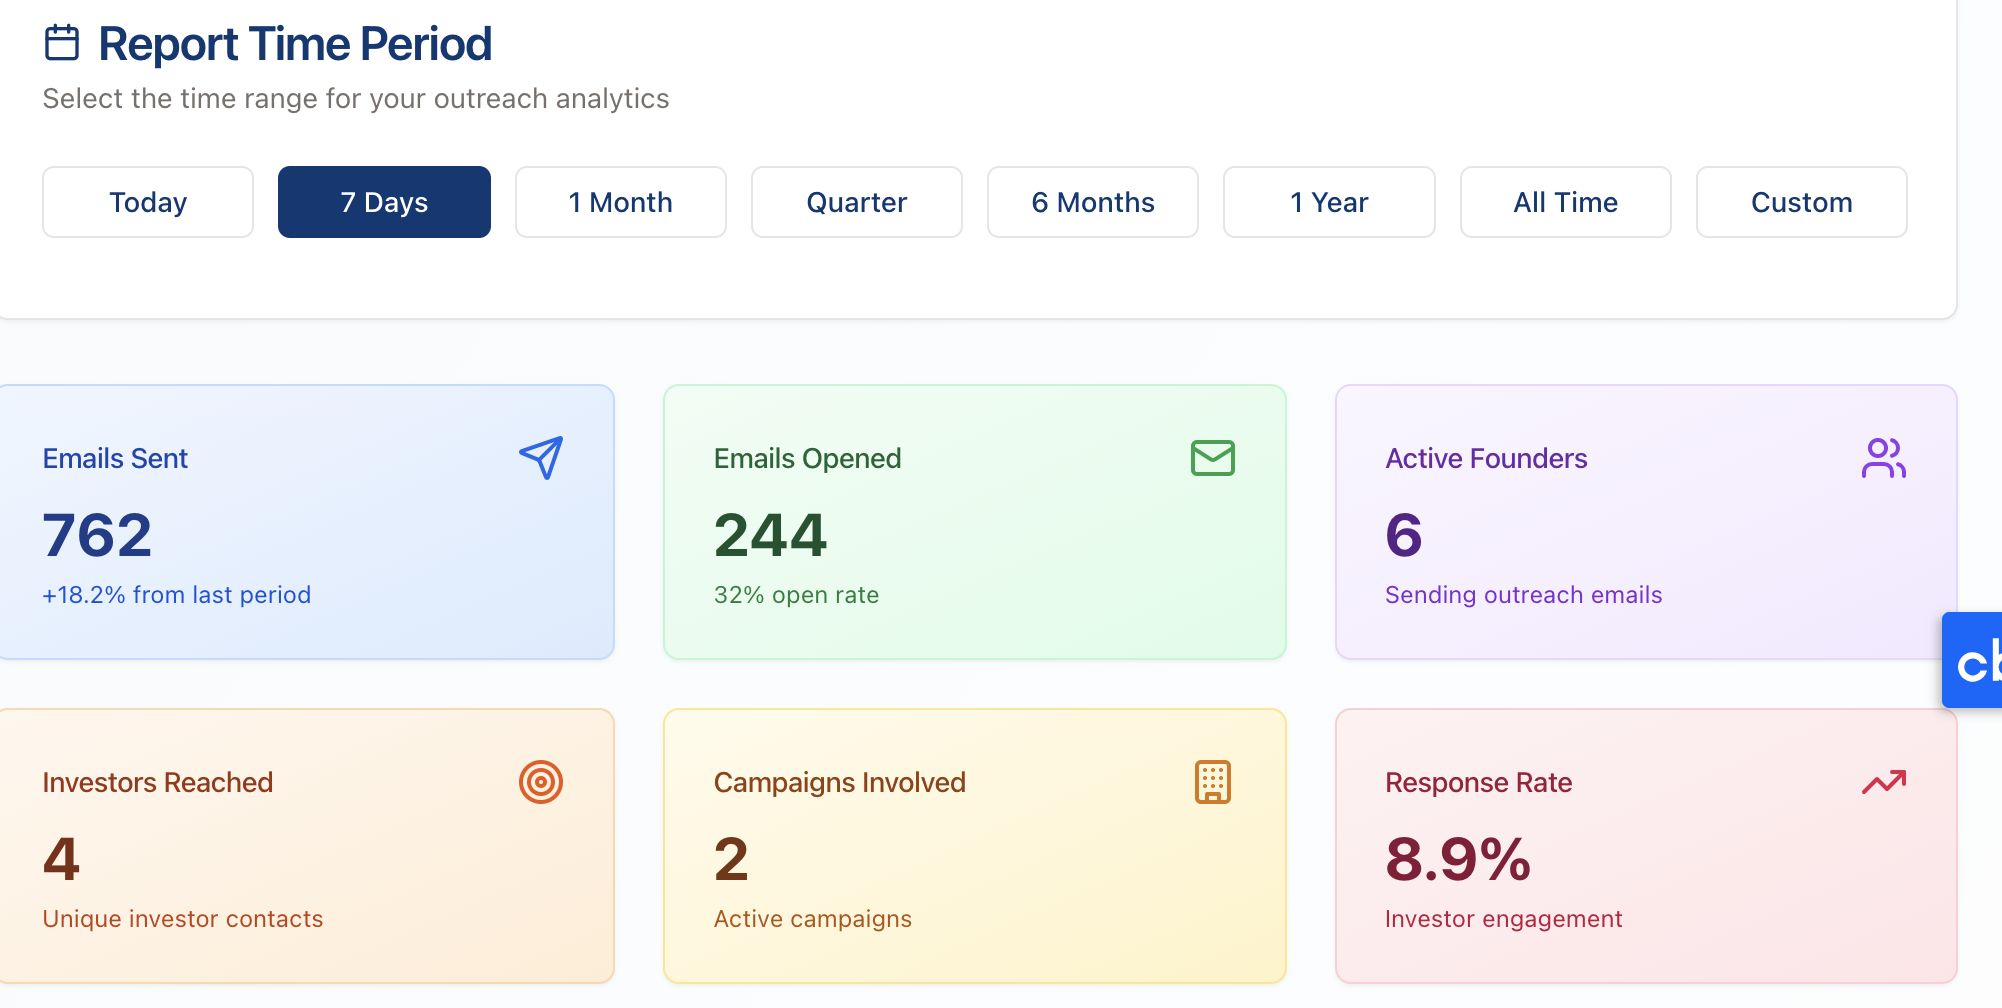 Report Time Period
Select the time range for your outreach analytics
Today
7 Days
1 Month
Quarter
6 Months
1 Year
All Time
Custom
Emails Sent
762
+18.2% from last period
Emails Opened
244
32% open rate
Active Founders
6
Sending outreach emails
Investors Reached
4
Unique investor contacts
Campaigns Involved
2
Active campaigns
Response Rate
8.9%
Investor engagement